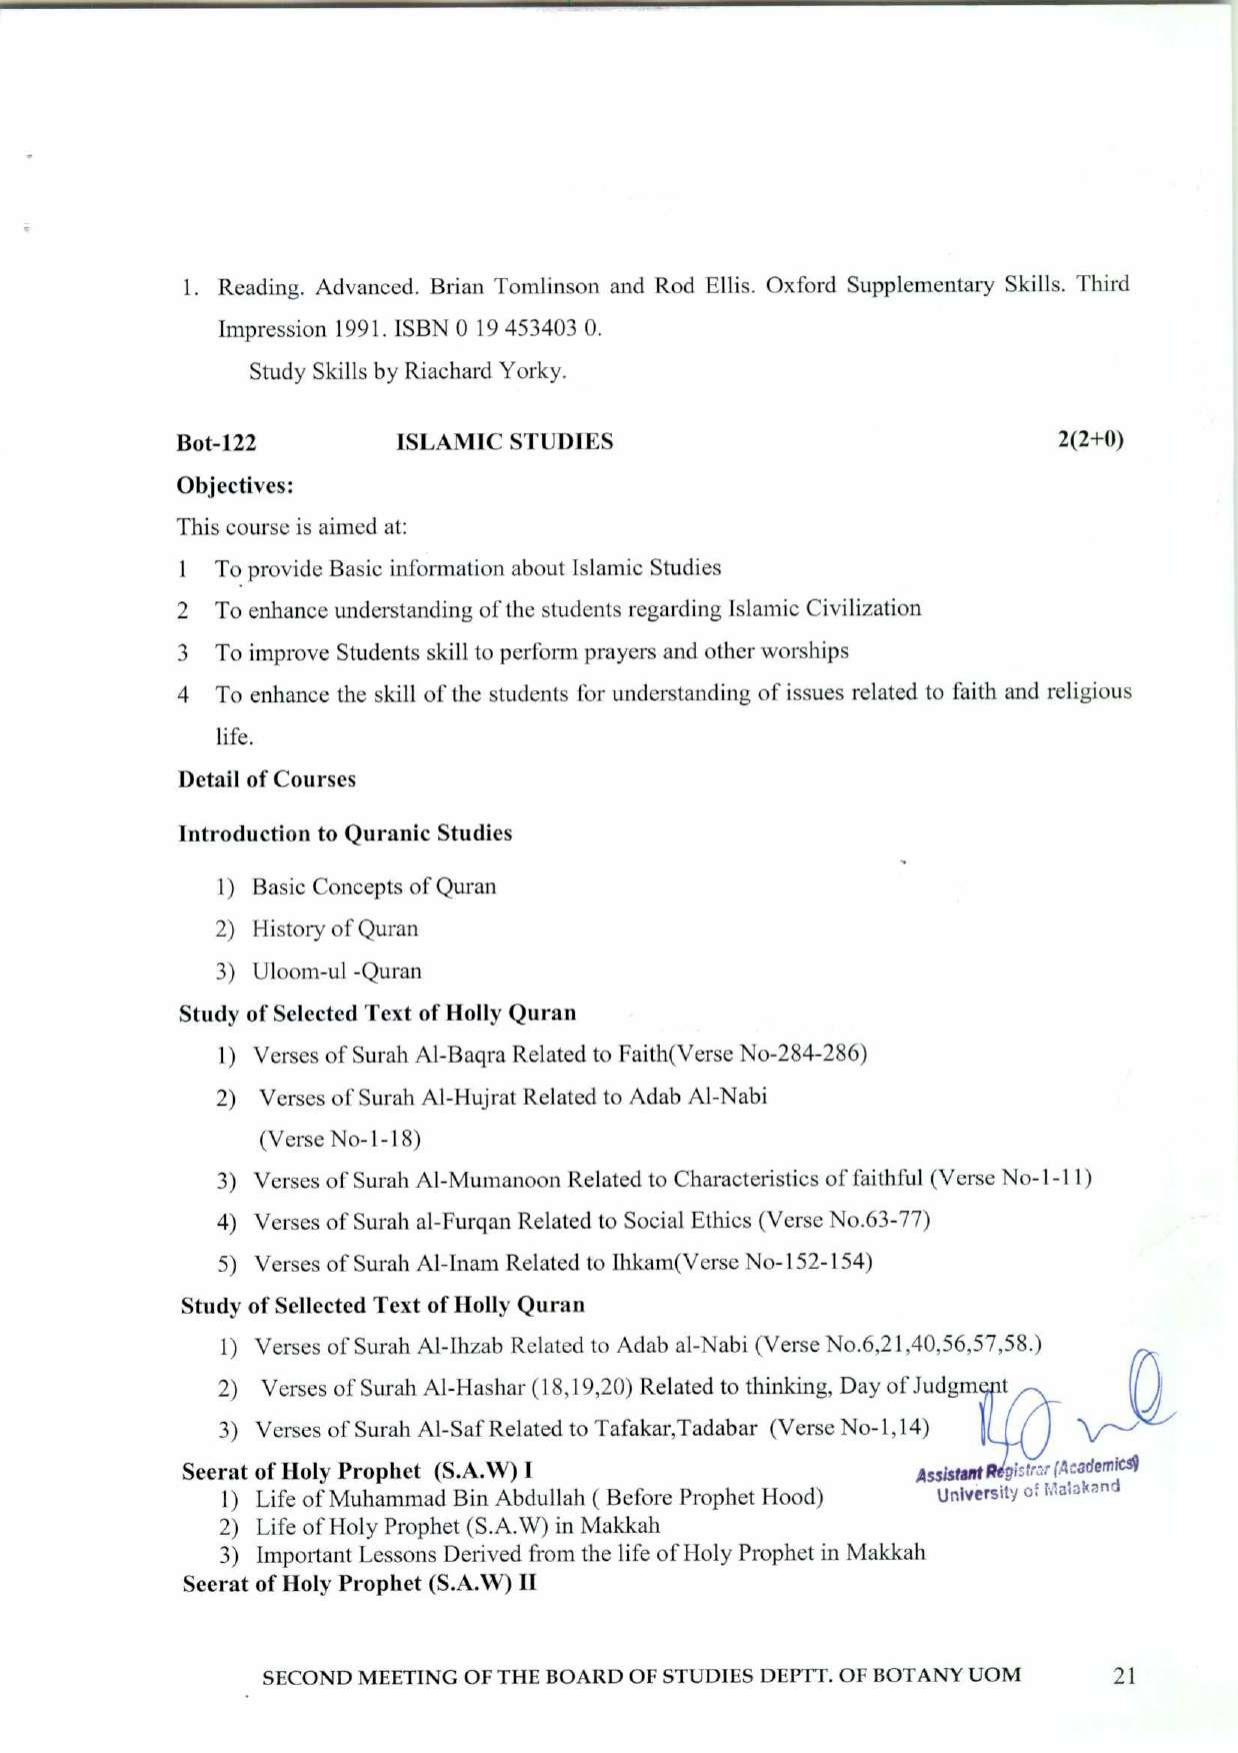 1. Reading. Advanced. Brian Tomlinson and Rod Ellis. Oxford Supplementary Skills. Third
Impression 1991. ISBN 0 19 453403 0.
Study Skills by Riachard Yorky.
Bot-122 ISLAMIC STUDIES 2(2+0)
Objectives:
This course is aimed at:
1 To provide Basic information about Islamic Studies
2 To enhance understanding of the students regarding Islamic Civilization
3 To improve Students skill to perform prayers and other worships
4 To enhance the skill of the students for understanding of issues related to faith and religious
life.
Detail of Courses
Introduction to Quranic Studies
1) Basic Concepts of Quran
2) History of Quran
3) Uloom-ul -Quran
Study of Selected Text of Holly Quran
1) Verses of Surah Al-Baqra Related to Faith(Verse No-284-286)
2) Verses of Surah Al-Hujrat Related to Adab Al-Nabi
(Verse No-1-18)
3) Verses of Surah Al-Mumanoon Related to Characteristics of faithful (Verse No-1-11)
4) Verses of Surah al-Furqan Related to Social Ethics (Verse No.63-77)
5) Verses of Surah Al-Inam Related to Ihkam(Verse No-152-154)
Study of Sellected Text of Holly Quran
1) Verses of Surah Al-Ihzab Related to Adab al-Nabi (Verse No.6,21,40,56,57,58.)
2) Verses of Surah Al-Hashar (18,19,20) Related to thinking, Day of Judgment
3) Verses of Surah Al-Saf Related to Tafakar,Tadabar (Verse No-1,14)
Assistant Registrar (Academics)
University of Malakand
Seerat of Holy Prophet (S.A.W) I
1) Life of Muhammad Bin Abdullah ( Before Prophet Hood)
2) Life of Holy Prophet (S.A.W) in Makkah
3) Important Lessons Derived from the life of Holy Prophet in Makkah
Seerat of Holy Prophet (S.A.W) II
SECOND MEETING OF THE BOARD OF STUDIES DEPTT. OF BOTANY UOM 21